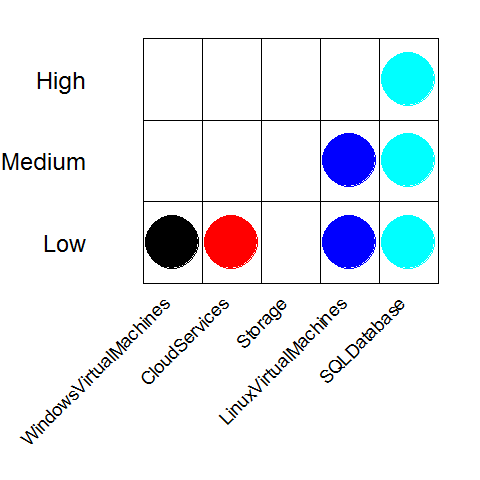 High
Medium
Low
WindowsVirtualMachines
CloudServices
Storage
LinuxVirtualMachines
SQLDatabase